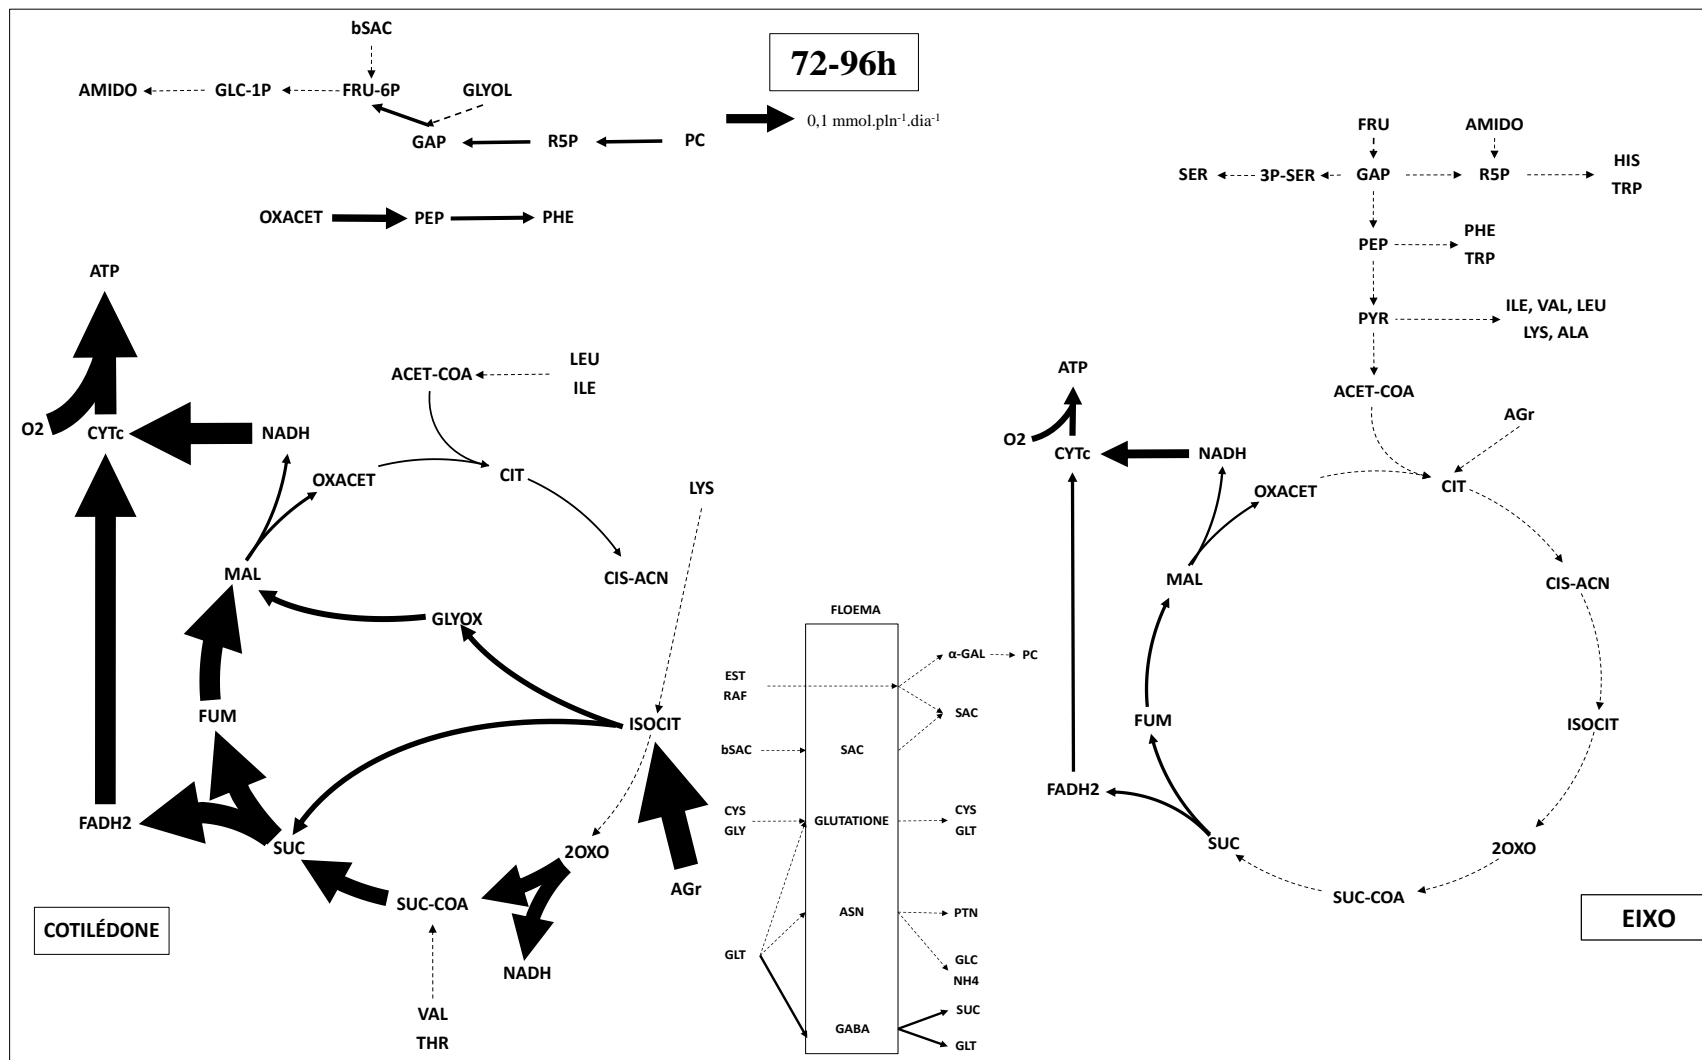 bSAC
72-96h
AMIDO
GLC-1P
FRU-6P
GLYOL
0,1 mmol.pln⁻¹.dia⁻¹
GAP
R5P
PC
OXACET
PEP
PHE
ATP
O2
CYTc
NADH
ACET-COA
LEU
ILE
OXACET
CIT
LYS
CIS-ACN
MAL
GLYOX
FUM
ISOCIT
FADH2
SUC
2OXO
AGr
SUC-COA
NADH
VAL
THR
COTILÉDONE
FLOEMA
EST
RAF
α-GAL
PC
SAC
bSAC
SAC
CYS
GLY
GLUTATIONE
CYS
GLT
ASN
PTN
GLT
GLC
NH4
GABA
SUC
GLT
FRU
AMIDO
SER
3P-SER
GAP
R5P
HIS
TRP
PEP
PHE
TRP
PYR
ILE, VAL, LEU
LYS, ALA
ATP
ACET-COA
AGr
O2
CYTc
NADH
OXACET
CIT
MAL
CIS-ACN
FUM
ISOCIT
FADH2
SUC
2OXO
SUC-COA
EIXO